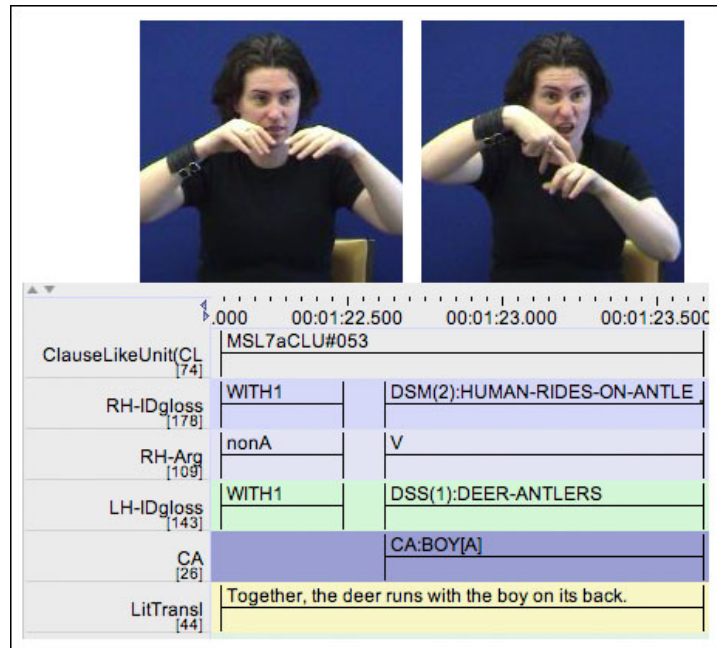 .000 00:01:22.500 00:01:23.000 00:01:23.500
ClauseLikeUnit(CL
[74]
MSL7aCLU#053
RH-IDgloss
[178]
WITH1 DSM(2):HUMAN-RIDES-ON-ANTLE
RH-Arg
[109]
nonA V
LH-IDgloss
[143]
WITH1 DSS(1):DEER-ANTLERS
CA
[26]
CA:BOY[A]
LitTransl
[44]
Together, the deer runs with the boy on its back.